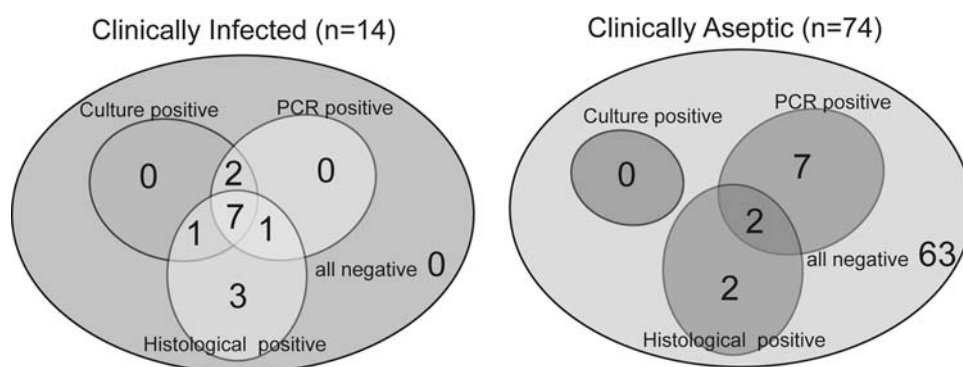 Clinically Infected (n=14)
Culture positive
PCR positive
0
2
0
7
1
1
all negative 0
3
Histological positive
Clinically Aseptic (n=74)
PCR positive
Culture positive
7
0
2
all negative 63
2
Histological positive